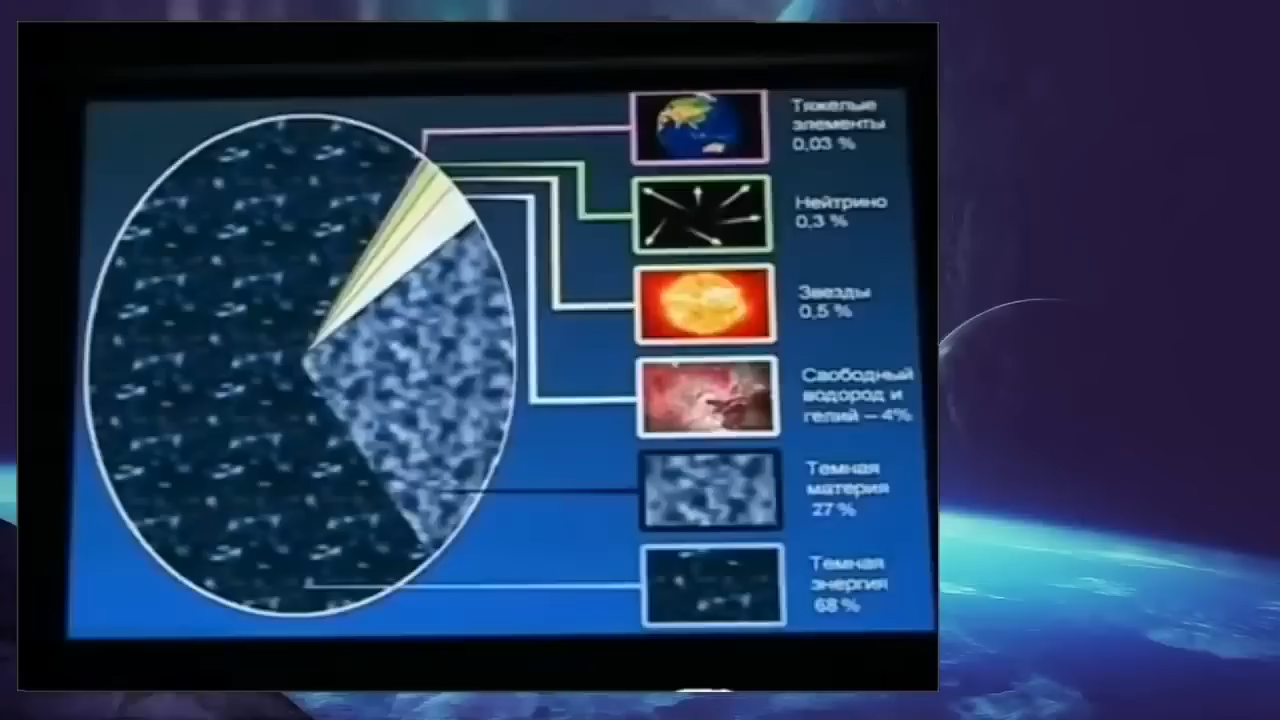 Тяжелые
элементы
0,03 %
Нейтрино
0,3 %
Звезды
0,5 %
Свободный
водород и
гелий – 4%
Темная
материя
27 %
Темная
энергия
68 %